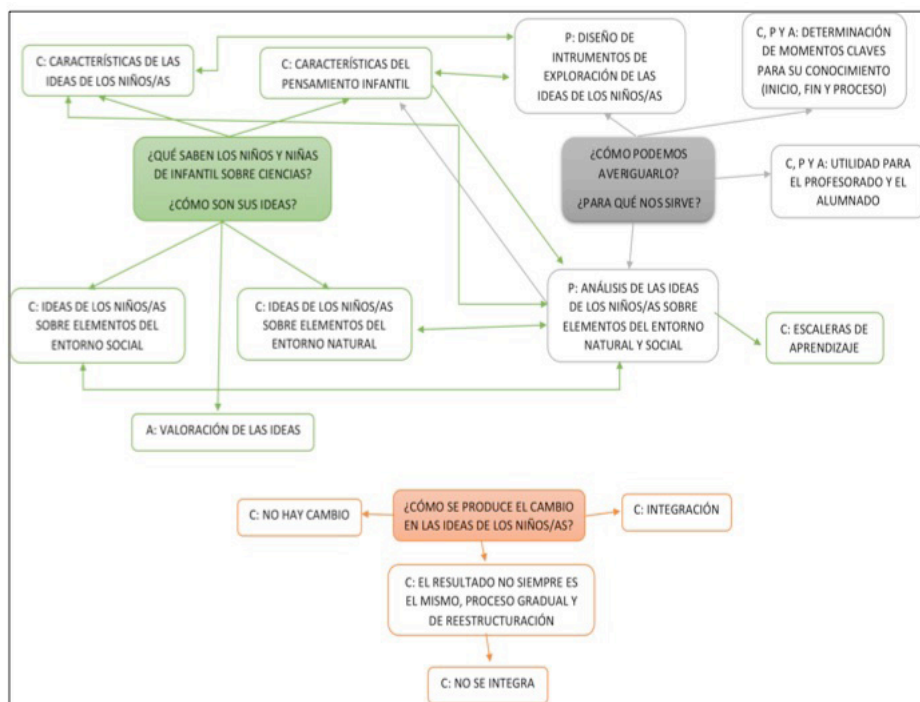 C: CARACTERÍSTICAS DE LAS
IDEAS DE LOS NIÑOS/AS
C: CARACTERÍSTICAS DEL
PENSAMIENTO INFANTIL
P: DISEÑO DE
INTRUMENTOS DE
EXPLORACIÓN DE LAS
IDEAS DE LOS NIÑOS/AS
C, P Y A: DETERMINACIÓN
DE MOMENTOS CLAVES
PARA SU CONOCIMIENTO
(INICIO, FIN Y PROCESO)
¿QUÉ SABEN LOS NIÑOS Y NIÑAS
DE INFANTIL SOBRE CIENCIAS?
¿CÓMO SON SUS IDEAS?
¿CÓMO PODEMOS
AVERIGUARLO?
¿PARA QUÉ NOS SIRVE?
C, P Y A: UTILIDAD PARA
EL PROFESORADO Y EL
ALUMNADO
C: IDEAS DE LOS NIÑOS/AS
SOBRE ELEMENTOS DEL
ENTORNO SOCIAL
C: IDEAS DE LOS NIÑOS/AS
SOBRE ELEMENTOS DEL
ENTORNO NATURAL
P: ANÁLISIS DE LAS IDEAS
DE LOS NIÑOS/AS SOBRE
ELEMENTOS DEL ENTORNO
NATURAL Y SOCIAL
C: ESCALERAS DE
APRENDIZAJE
A: VALORACIÓN DE LAS IDEAS
C: NO HAY CAMBIO
¿CÓMO SE PRODUCE EL CAMBIO
EN LAS IDEAS DE LOS NIÑOS/AS?
C: INTEGRACIÓN
C: EL RESULTADO NO SIEMPRE ES
EL MISMO, PROCESO GRADUAL Y
DE REESTRUCTURACIÓN
C: NO SE INTEGRA